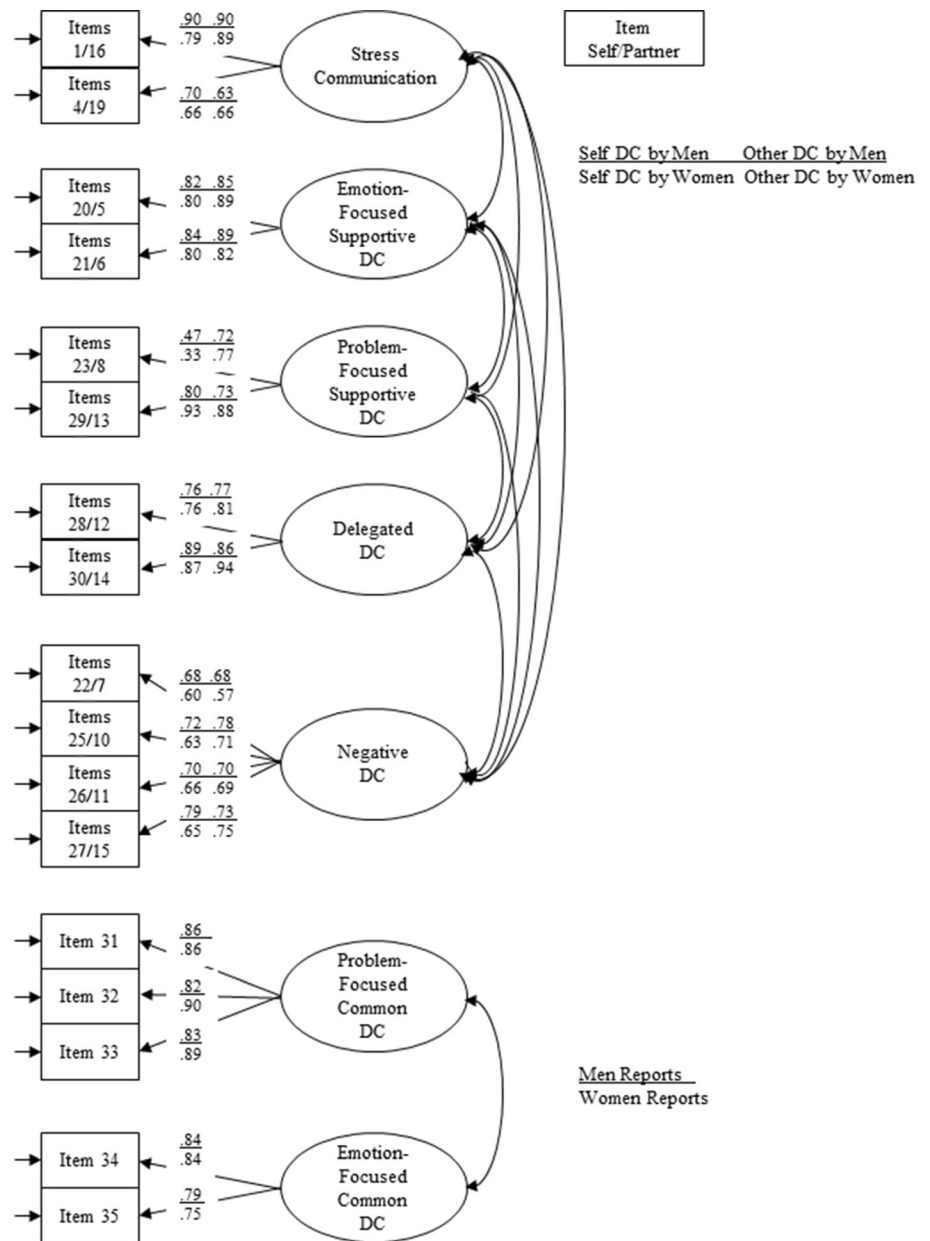 Items
1/16
Items
4/19
.90 .90
.79 .89
.70 .63
.66 .66
Stress
Communication
Item
Self/Partner
Self DC by Men Other DC by Men
Self DC by Women Other DC by Women
Items
20/5
Items
21/6
.82 .85
.80 .89
.84 .89
.80 .82
Emotion-
Focused
Supportive
DC
Items
23/8
Items
29/13
.47 .72
.33 .77
.80 .73
.93 .88
Problem-
Focused
Supportive
DC
Items
28/12
Items
30/14
.76 .77
.76 .81
.89 .86
.87 .94
Delegated
DC
Items
22/7
Items
25/10
Items
26/11
Items
27/15
.68 .68
.60 .57
.72 .78
.63 .71
.70 .70
.66 .69
.79 .73
.65 .75
Negative
DC
Item 31
Item 32
Item 33
.86
.86
.82
.90
.83
.89
Problem-
Focused
Common
DC
Men Reports
Women Reports
Item 34
Item 35
.84
.84
.79
.75
Emotion-
Focused
Common
DC